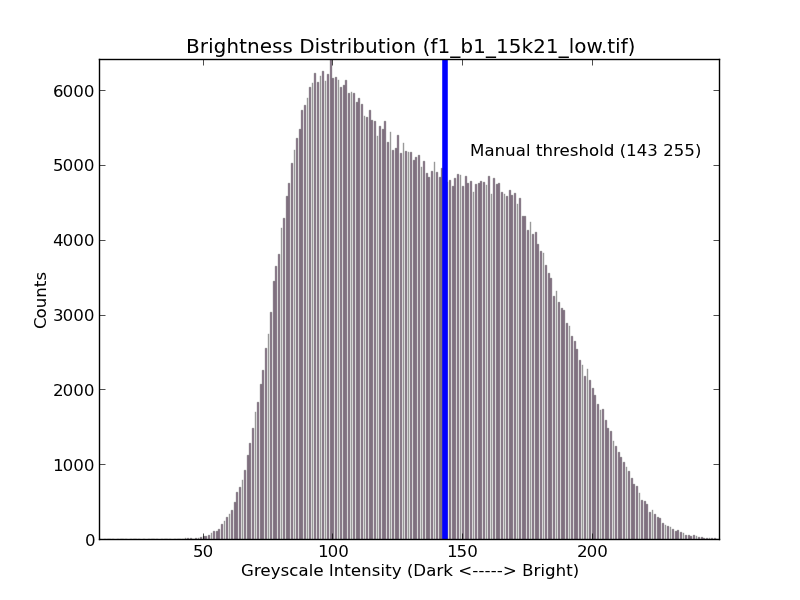 Brightness Distribution (f1_b1_15k21_low.tif)
6000
5000
4000
3000
2000
1000
0
Counts
Manual threshold (143 255)
50
100
150
200
Greyscale Intensity (Dark <-----> Bright)